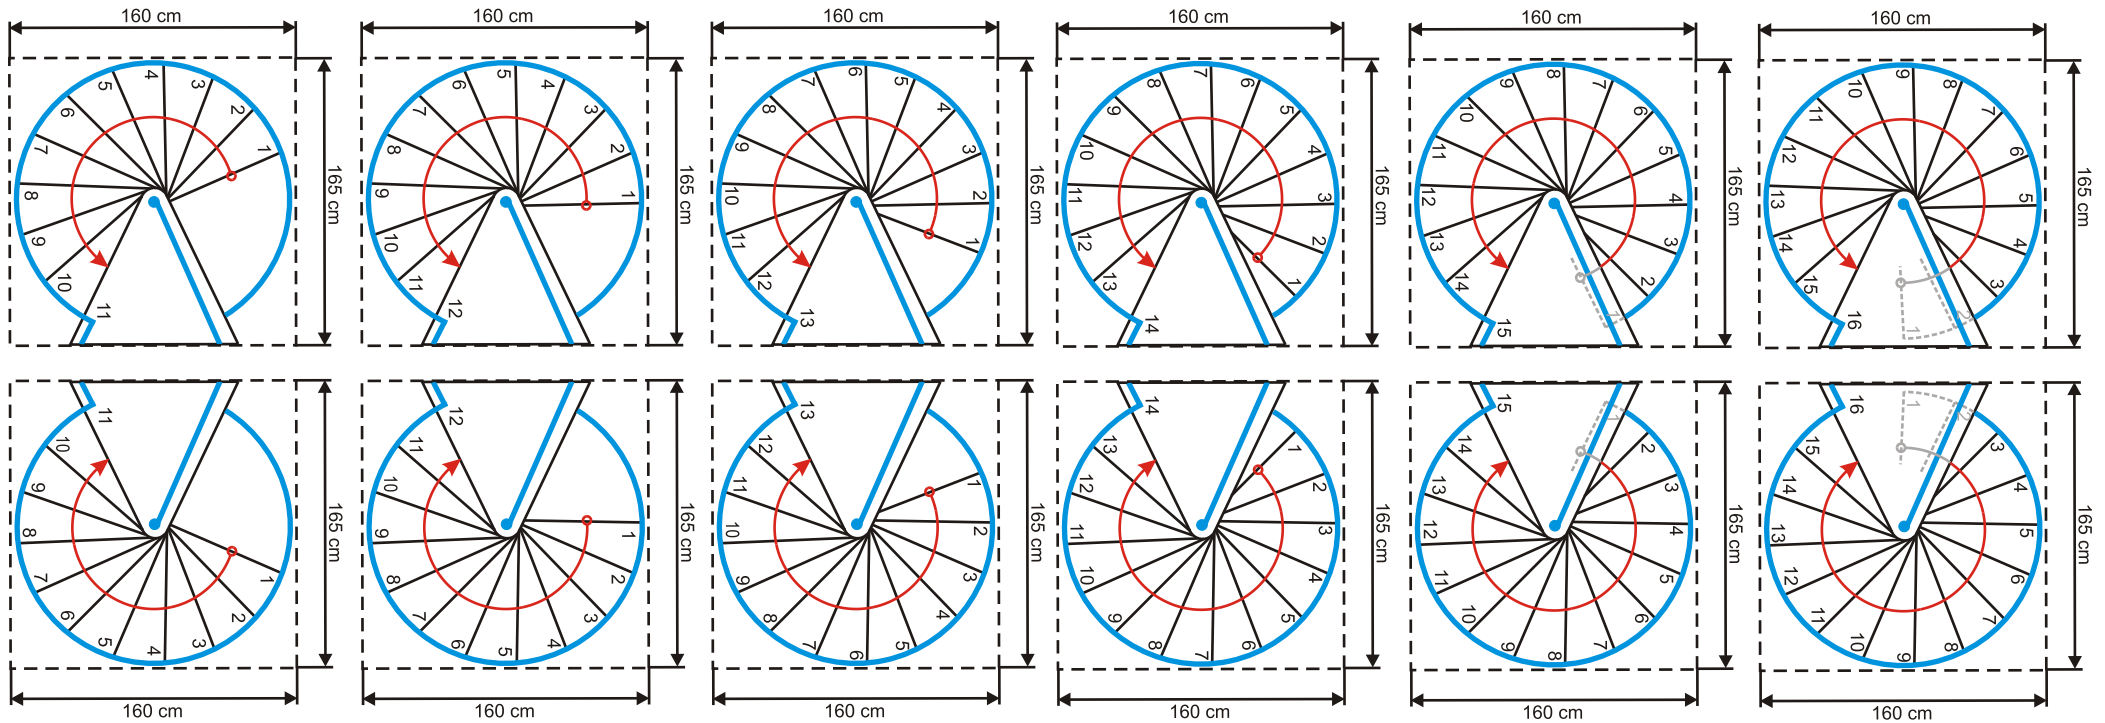 160 cm 160 cm 160 cm 160 cm 160 cm 160 cm
1 2 3 4 5 6 7 8 9 10 11
165 cm
1 2 3 4 5 6 7 8 9 10 11 12
165 cm
1 2 3 4 5 6 7 8 9 10 11 12 13
165 cm
1 2 3 4 5 6 7 8 9 10 11 12 13 14
165 cm
1 2 3 4 5 6 7 8 9 10 11 12 13 14 15
165 cm
1 2 3 4 5 6 7 8 9 10 11 12 13 14 15 16
165 cm
1 2 3 4 5 6 7 8 9 10 11
165 cm
1 2 3 4 5 6 7 8 9 10 11 12
165 cm
1 2 3 4 5 6 7 8 9 10 11 12 13
165 cm
1 2 3 4 5 6 7 8 9 10 11 12 13 14
165 cm
1 2 3 4 5 6 7 8 9 10 11 12 13 14 15
165 cm
1 2 3 4 5 6 7 8 9 10 11 12 13 14 15 16
165 cm
160 cm 160 cm 160 cm 160 cm 160 cm 160 cm